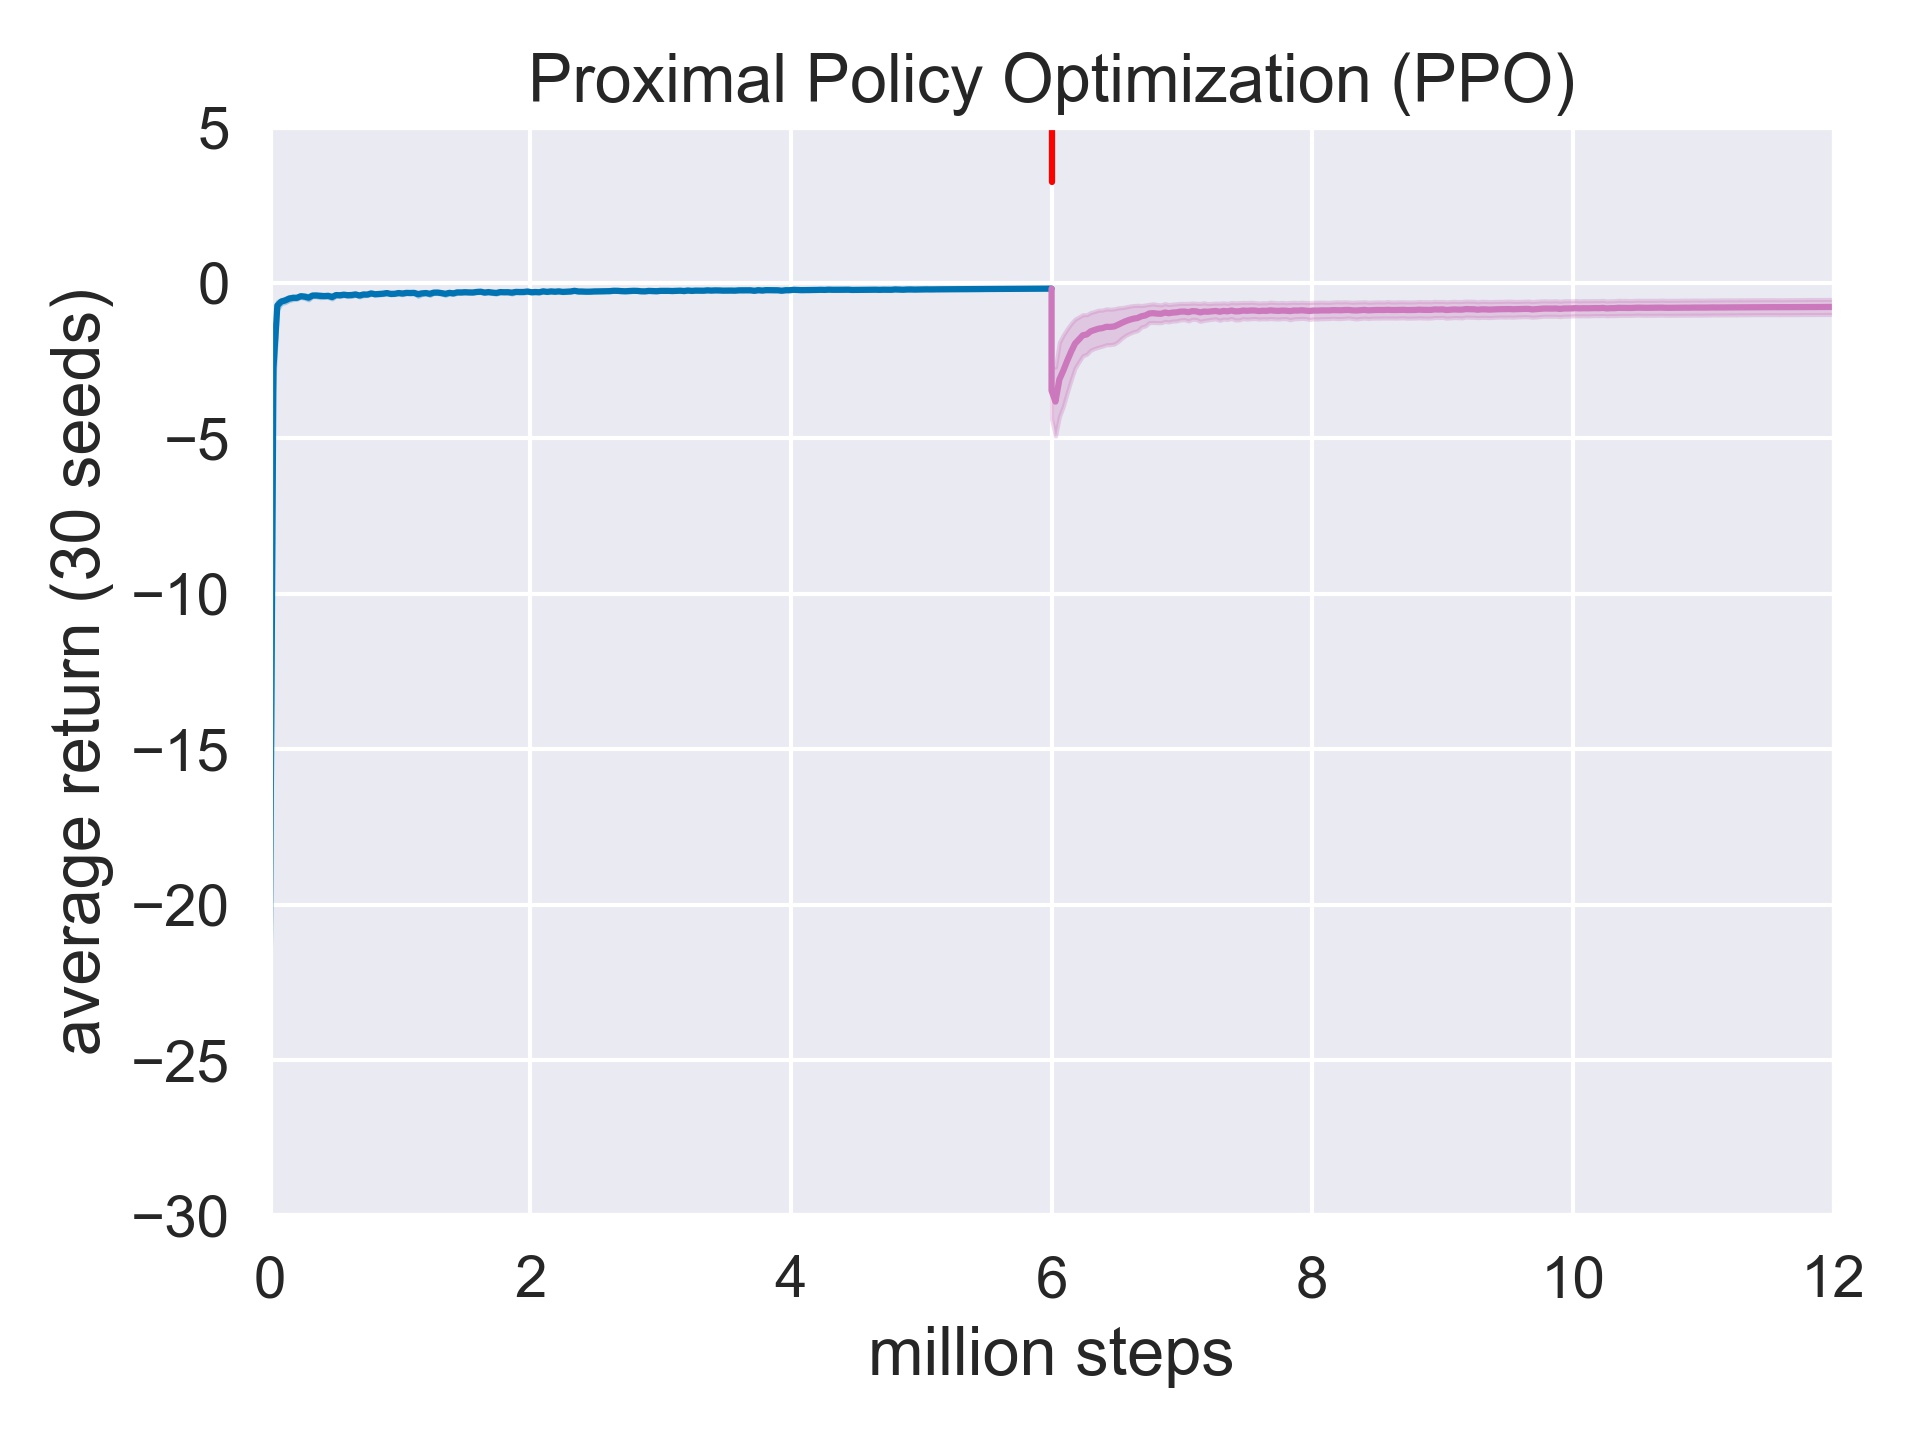 Proximal Policy Optimization (PPO)
average return (30 seeds)
5
0
−5
−10
−15
−20
−25
−30
0 2 4 6 8 10 12
million steps